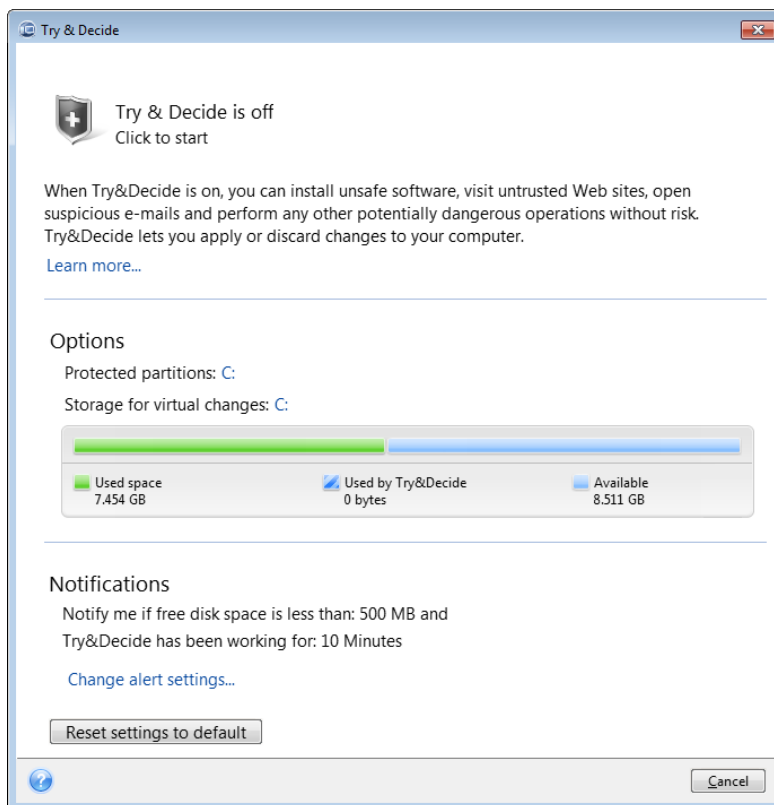 Try & Decide
Try & Decide is off
Click to start
When Try&Decide is on, you can install unsafe software, visit untrusted Web sites, open
suspicious e-mails and perform any other potentially dangerous operations without risk.
Try&Decide lets you apply or discard changes to your computer.
Learn more...
Options
Protected partitions: C:
Storage for virtual changes: C:
Used space Used by Try&Decide Available
7.454 GB 0 bytes 8.511 GB
Notifications
Notify me if free disk space is less than: 500 MB and
Try&Decide has been working for: 10 Minutes
Change alert settings...
Reset settings to default
? Cancel